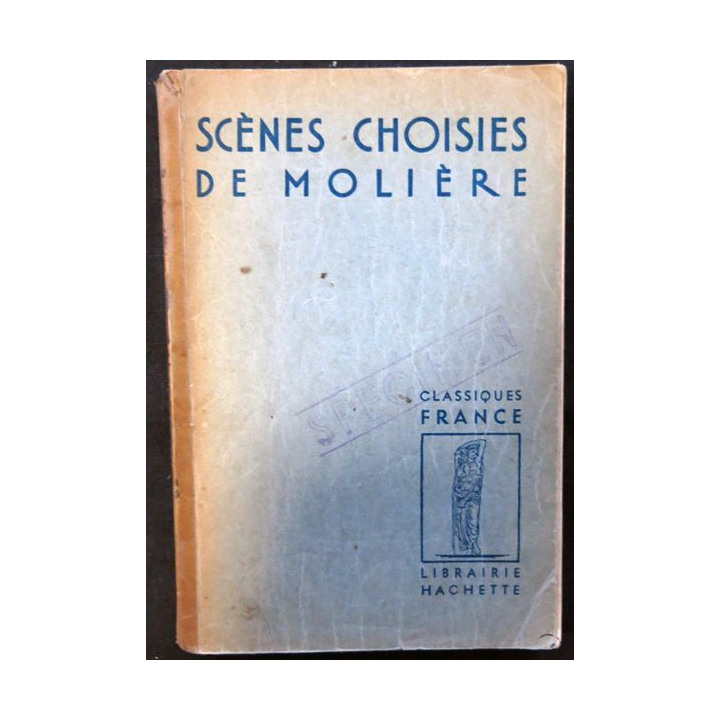 SCÈNES CHOISIES
DE MOLIÈRE
SPECIMEN
CLASSIQUES
FRANCE
LIBRAIRIE
HACHETTE